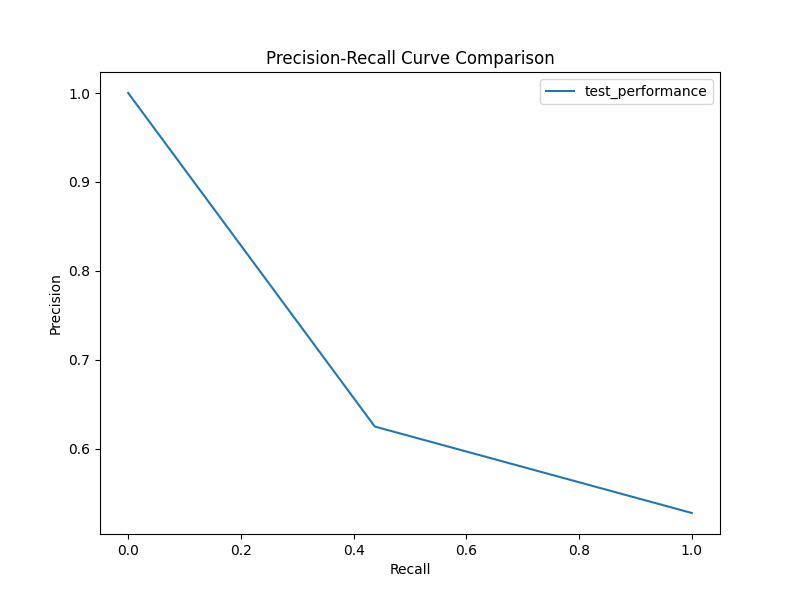 Precision-Recall Curve Comparison
test_performance
1.0
0.9
0.8
0.7
0.6
Precision
0.0 0.2 0.4 0.6 0.8 1.0
Recall